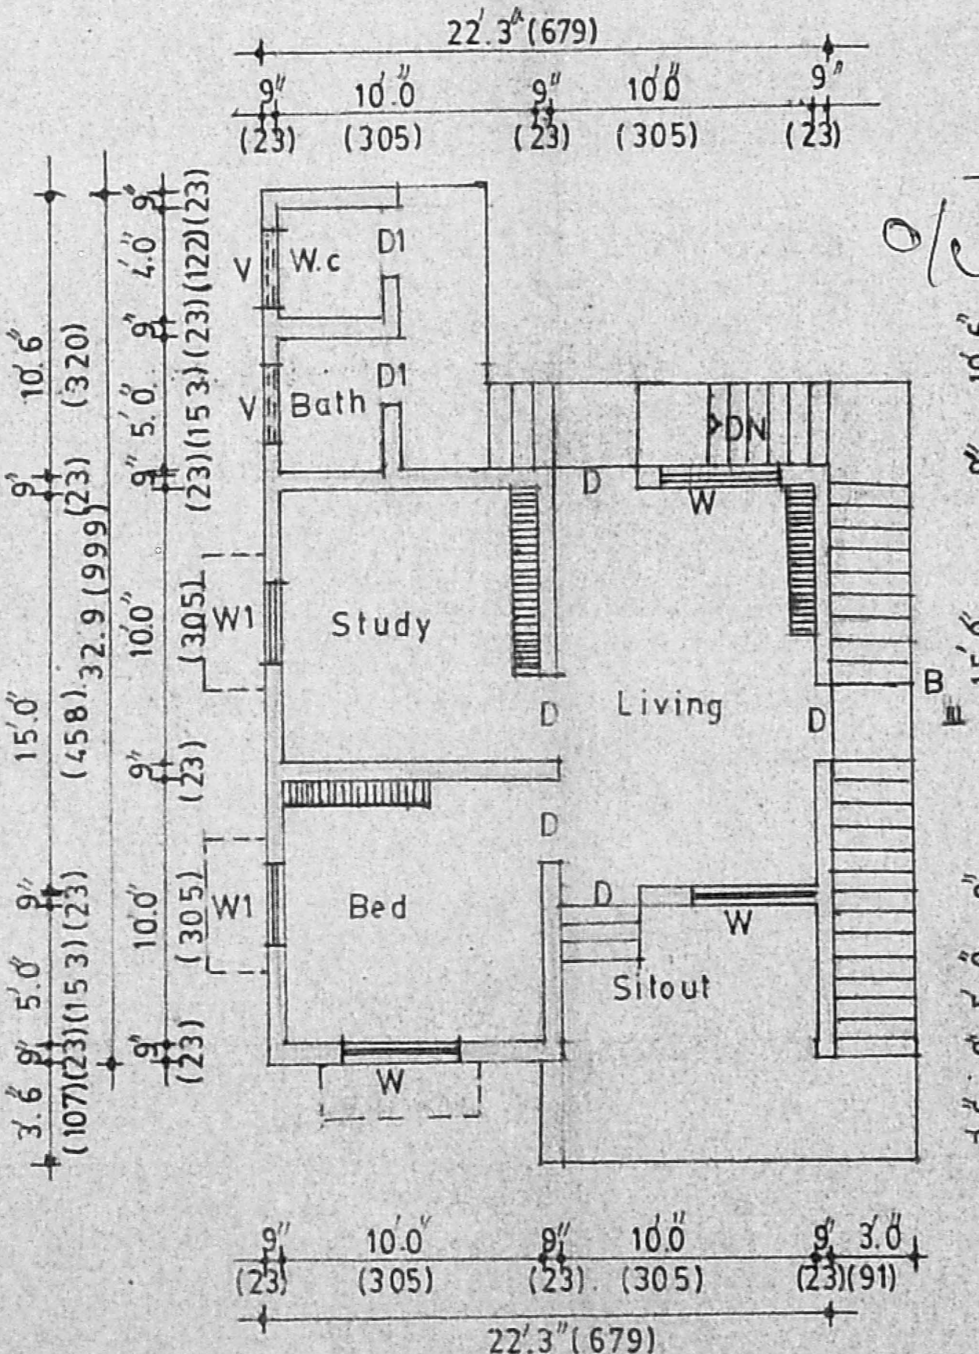 22'.3"(679)
9" 10'.0" 9" 10'.0" 9"
(23) (305) (23) (305) (23)
10'.6" (320)
9" (23)
15'.0" (458)
9" (23)
5'.0" (153)
9" (23)
3'.6" (107)
32.9 (999)
9" (23)
4'.0" (122)
9" (23)
5'.0" (153)
9" (23)
10'.0" (305)
9" (23)
10'.0" (305)
9" (23)
V W.c D1
V Bath D1
DN
D W
W1 Study
D Living D B
D
W1 Bed D W
Sitout
W
15'.6"
9" 10'.0" 9" 10'.0" 9" 3'.0"
(23) (305) (23) (305) (23)(91)
22'.3"(679)